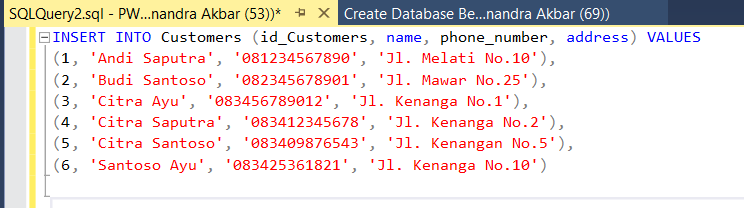 SQLQuery2.sql - PW...nandra Akbar (53))* Create Database Be...nandra Akbar (69))
INSERT INTO Customers (id_Customers, name, phone_number, address) VALUES
(1, 'Andi Saputra', '081234567890', 'Jl. Melati No.10'),
(2, 'Budi Santoso', '082345678901', 'Jl. Mawar No.25'),
(3, 'Citra Ayu', '083456789012', 'Jl. Kenanga No.1'),
(4, 'Citra Saputra', '083412345678', 'Jl. Kenanga No.2'),
(5, 'Citra Santoso', '083409876543', 'Jl. Kenangan No.5'),
(6, 'Santoso Ayu', '083425361821', 'Jl. Kenanga No.10')